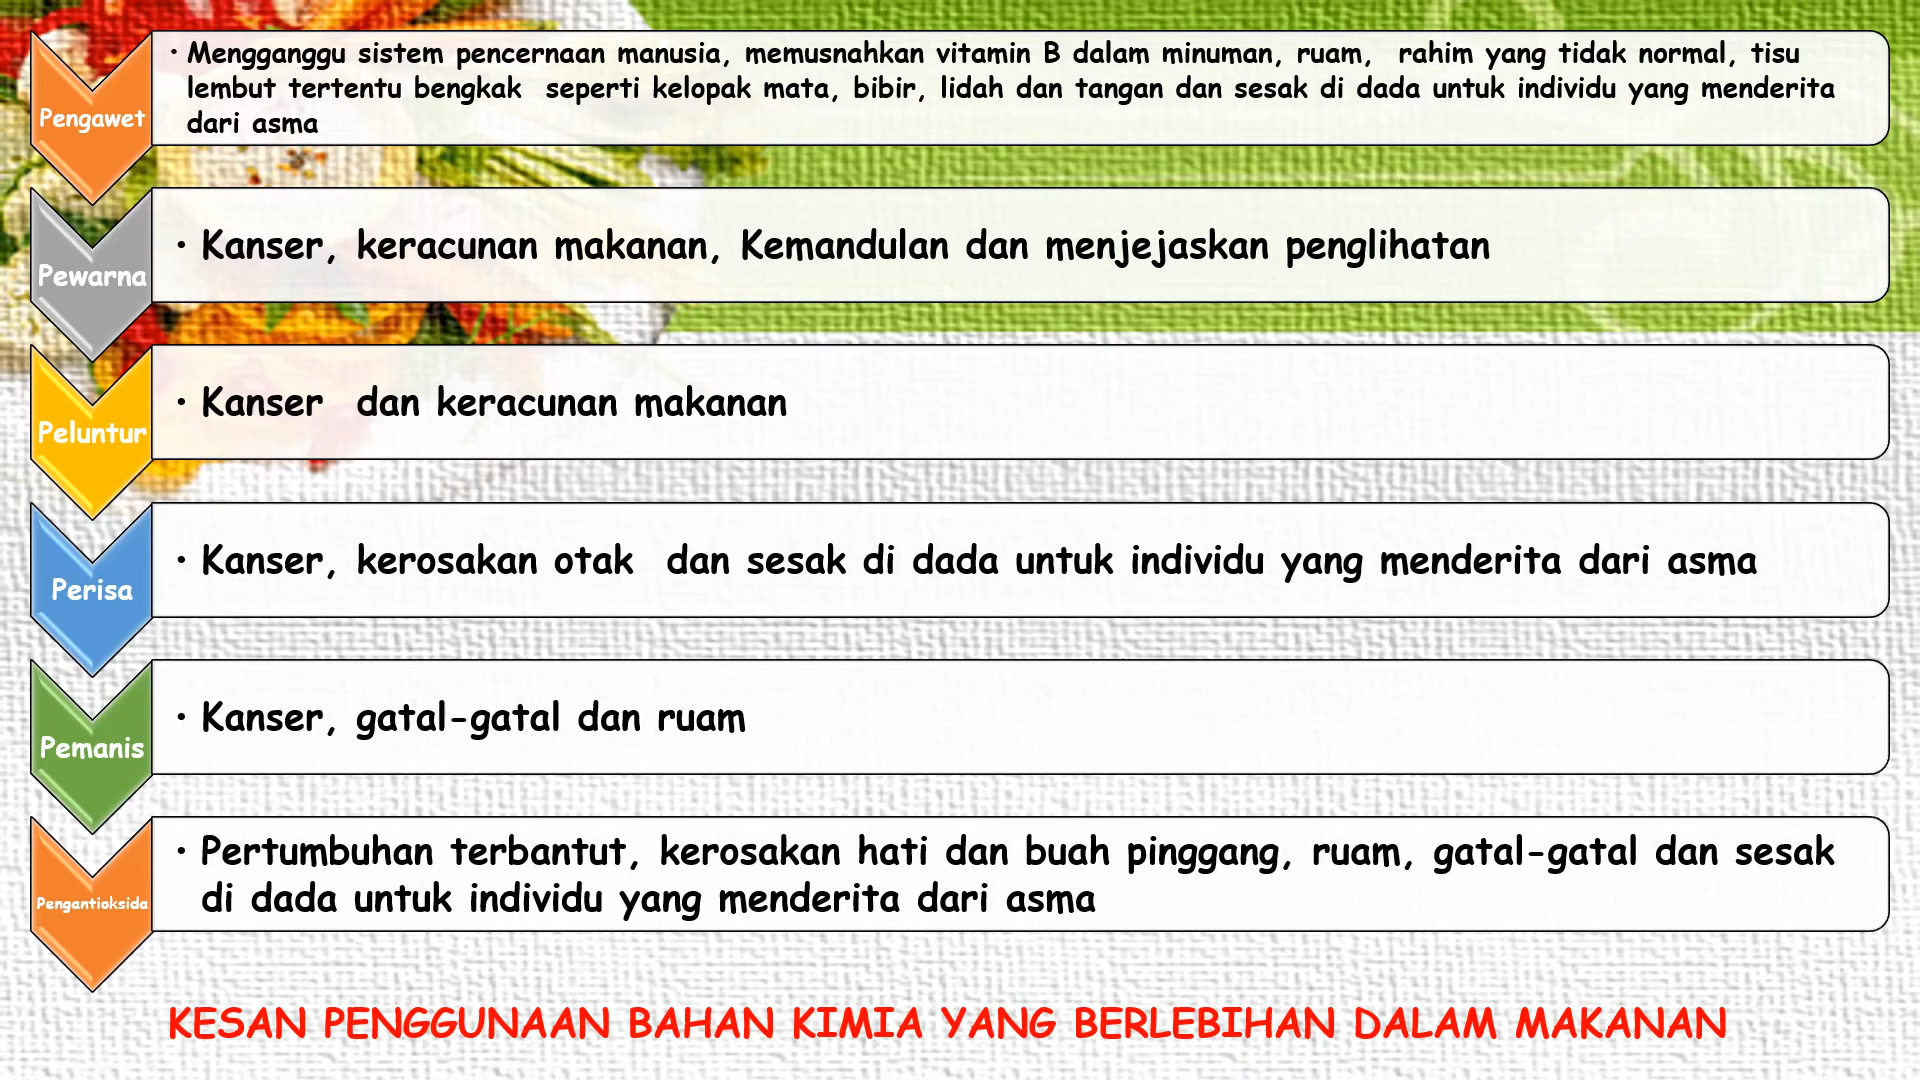 Pengawet
• Mengganggu sistem pencernaan manusia, memusnahkan vitamin B dalam minuman, ruam, rahim yang tidak normal, tisu
lembut tertentu bengkak seperti kelopak mata, bibir, lidah dan tangan dan sesak di dada untuk individu yang menderita
dari asma
Pewarna
• Kanser, keracunan makanan, Kemandulan dan menjejaskan penglihatan
Peluntur
• Kanser dan keracunan makanan
Perisa
• Kanser, kerosakan otak dan sesak di dada untuk individu yang menderita dari asma
Pemanis
• Kanser, gatal-gatal dan ruam
Pengantioksida
• Pertumbuhan terbantut, kerosakan hati dan buah pinggang, ruam, gatal-gatal dan sesak
di dada untuk individu yang menderita dari asma
KESAN PENGGUNAAN BAHAN KIMIA YANG BERLEBIHAN DALAM MAKANAN